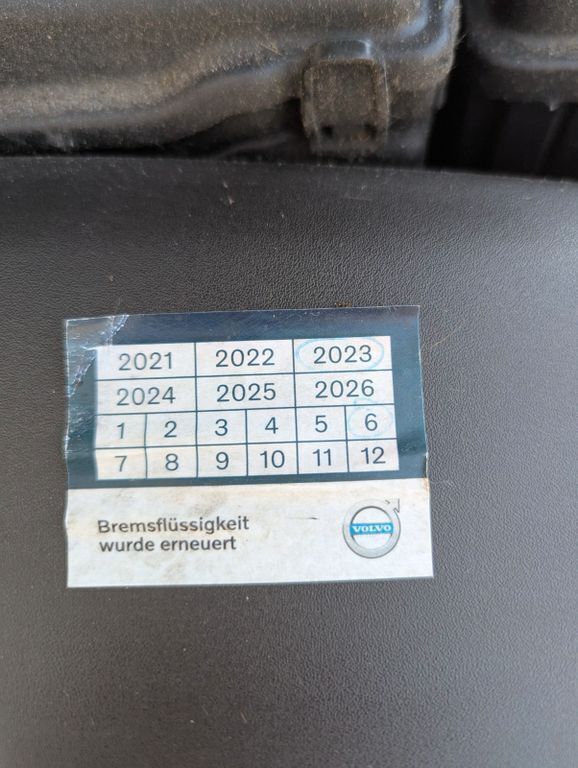 2021 2022 2023
2024 2025 2026
1 2 3 4 5 6
7 8 9 10 11 12
Bremsflüssigkeit
wurde erneuert
VOLVO